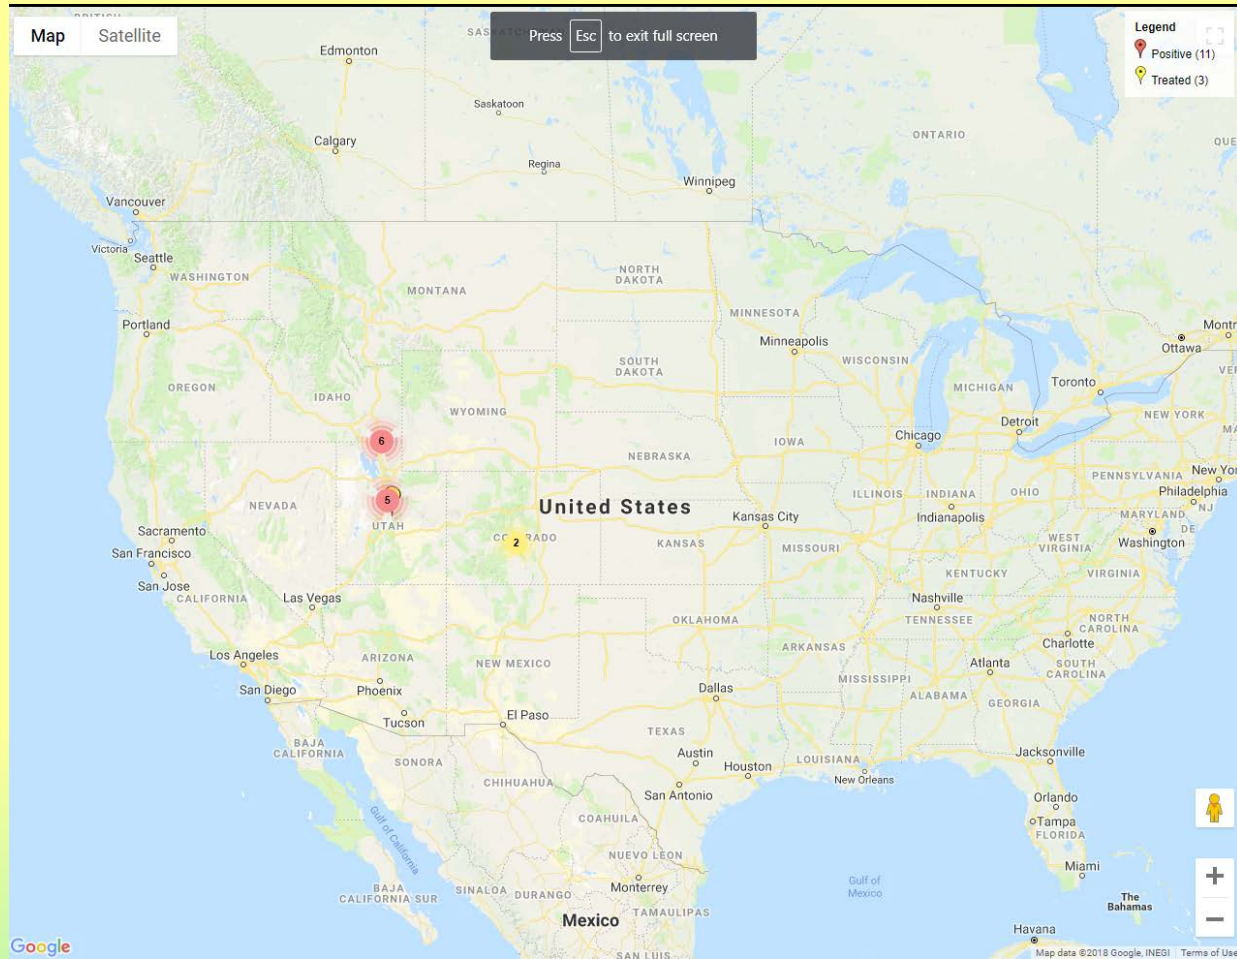 Map
Satellite
Press Esc to exit full screen
Legend
Positive (11)
Treated (3)
Edmonton
Saskatoon
Calgary
Regina
Winnipeg
ONTARIO
QUE
Vancouver
Victoria
Seattle
WASHINGTON
MONTANA
NORTH
DAKOTA
MINNESOTA
Portland
Minneapolis
Montr
Ottawa
OREGON
IDAHO
WYOMING
SOUTH
DAKOTA
WISCONSIN
MICHIGAN
Toronto
NEW YORK
6
IOWA
Chicago
Detroit
NEBRASKA
PENNSYLVANIA
New Yor
NEVADA
5
UTAH
United States
ILLINOIS
INDIANA
OHIO
Philadelphia
NJ
MARYLAND
DE
Kansas City
Indianapolis
Washington
Sacramento
San Francisco
San Jose
CALIFORNIA
2
KANSAS
MISSOURI
WEST
VIRGINIA
KENTUCKY
VIRGINIA
Las Vegas
Nashville
TENNESSEE
NORTH
CAROLINA
Charlotte
OKLAHOMA
ARKANSAS
Los Angeles
ARIZONA
NEW MEXICO
Atlanta
SOUTH
CAROLINA
San Diego
Phoenix
Dallas
MISSISSIPPI
ALABAMA
GEORGIA
Tucson
El Paso
TEXAS
BAJA
CALIFORNIA
SONORA
CHIHUAHUA
Austin
Houston
LOUISIANA
New Orleans
Jacksonville
San Antonio
Orlando
Tampa
FLORIDA
COAHUILA
Gulf of California
NUEVO LEON
Miami
BAJA
CALIFORNIA SUR
SINALOA
DURANGO
Monterrey
Gulf of
Mexico
The
Bahamas
Mexico
TAMAULIPAS
Havana
Google
SAN LUIS
Map data ©2018 Google, INEGI
Terms of Use